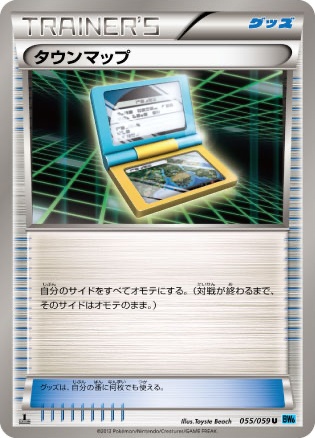 TRAINER'S
グッズ
タウンマップ
自分のサイドをすべてオモテにする。（対戦が終わるまで、
そのサイドはオモテのまま。）
グッズは、自分の番に何枚でも使える。
Illus. Toyste Beach 055/059 U BW6
©2012 Pokémon/Nintendo/Creatures/GAME FREAK.